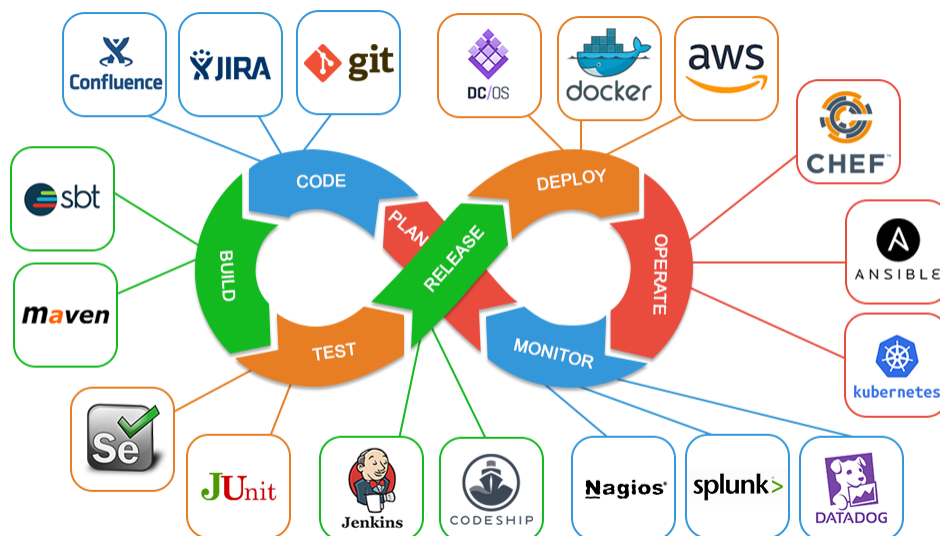 Confluence
JIRA
git
DC/OS
docker
aws
CHEF™
sbt
CODE
DEPLOY
PLAN
RELEASE
BUILD
OPERATE
ANSIBLE
maven
TEST
MONITOR
kubernetes
Se
JUnit
Jenkins
CODESHIP
Nagios®
splunk>
DATADOG